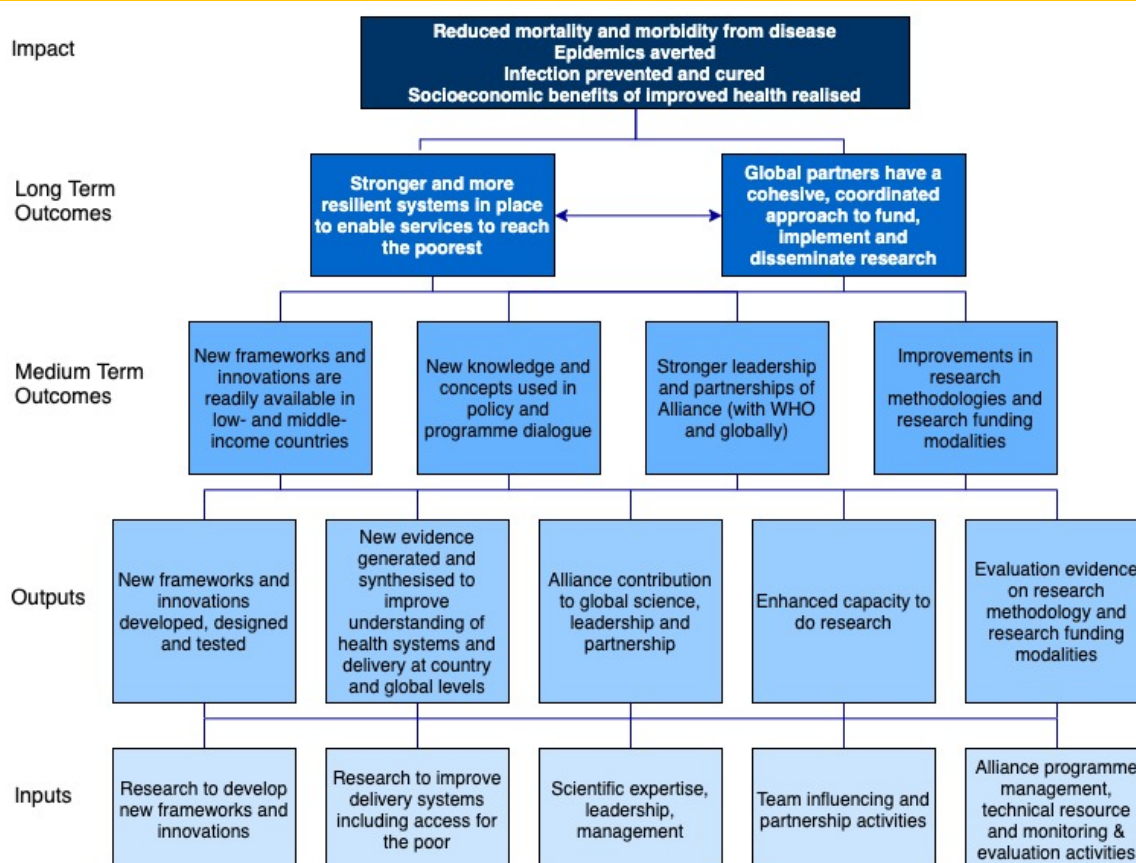 Impact
Reduced mortality and morbidity from disease
Epidemics averted
Infection prevented and cured
Socioeconomic benefits of improved health realised
Long Term
Outcomes
Stronger and more
resilient systems in place
to enable services to reach
the poorest
Global partners have a
cohesive, coordinated
approach to fund,
implement and
disseminate research
Medium Term
Outcomes
New frameworks and
innovations are
readily available in
low- and middle-
income countries
New knowledge and
concepts used in
policy and
programme dialogue
Stronger leadership
and partnerships of
Alliance (with WHO
and globally)
Improvements in
research
methodologies and
research funding
modalities
Outputs
New frameworks and
innovations
developed, designed
and tested
New evidence
generated and
synthesised to
improve
understanding of
health systems and
delivery at country
and global levels
Alliance contribution
to global science,
leadership and
partnership
Enhanced capacity to
do research
Evaluation evidence
on research
methodology and
research funding
modalities
Inputs
Research to develop
new frameworks and
innovations
Research to improve
delivery systems
including access for
the poor
Scientific expertise,
leadership,
management
Team influencing and
partnership activities
Alliance programme
management,
technical resource
and monitoring &
evaluation activities